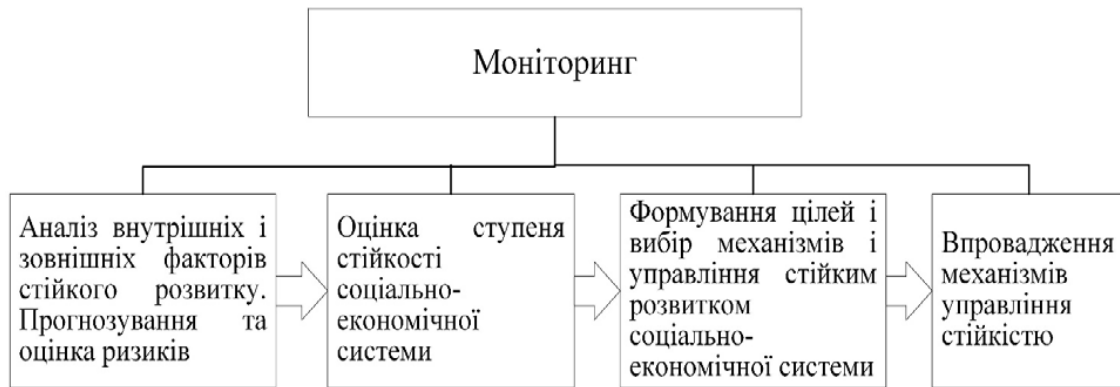 Моніторинг
Аналіз внутрішніх і
зовнішніх факторів
стійкого розвитку.
Прогнозування та
оцінка ризиків
Оцінка ступеня
стійкості
соціально-
економічної
системи
Формування цілей і
вибір механізмів і
управління стійким
розвитком
соціально-
економічної системи
Впровадження
механізмів
управління
стійкістю